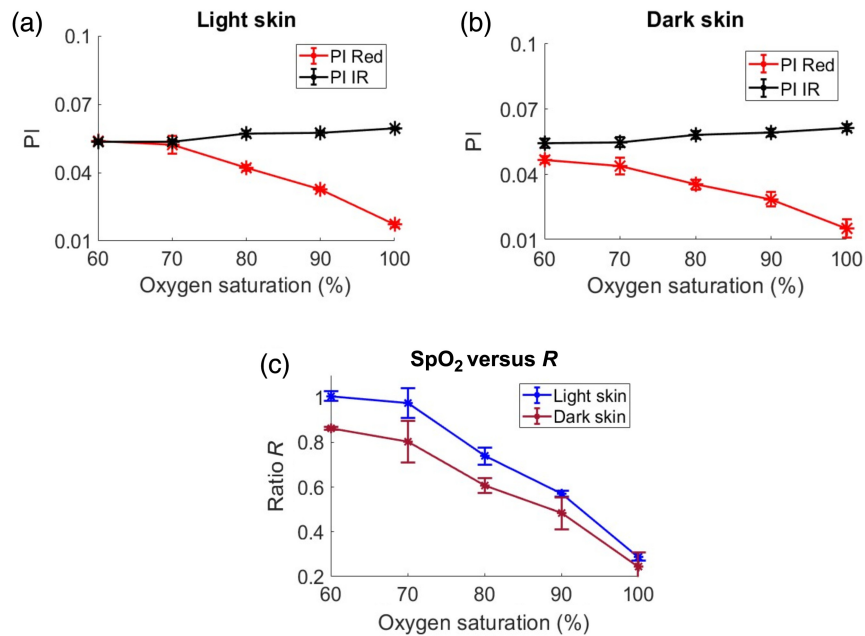 (a)
Light skin
0.1
0.07
0.04
0.01
PI
PI Red
PI IR
60
70
80
90
100
Oxygen saturation (%)
(b)
Dark skin
0.1
0.07
0.04
0.01
PI
PI Red
PI IR
60
70
80
90
100
Oxygen saturation (%)
(c)
SpO₂ versus R
1
0.8
0.6
0.4
0.2
Ratio R
Light skin
Dark skin
60
70
80
90
100
Oxygen saturation (%)